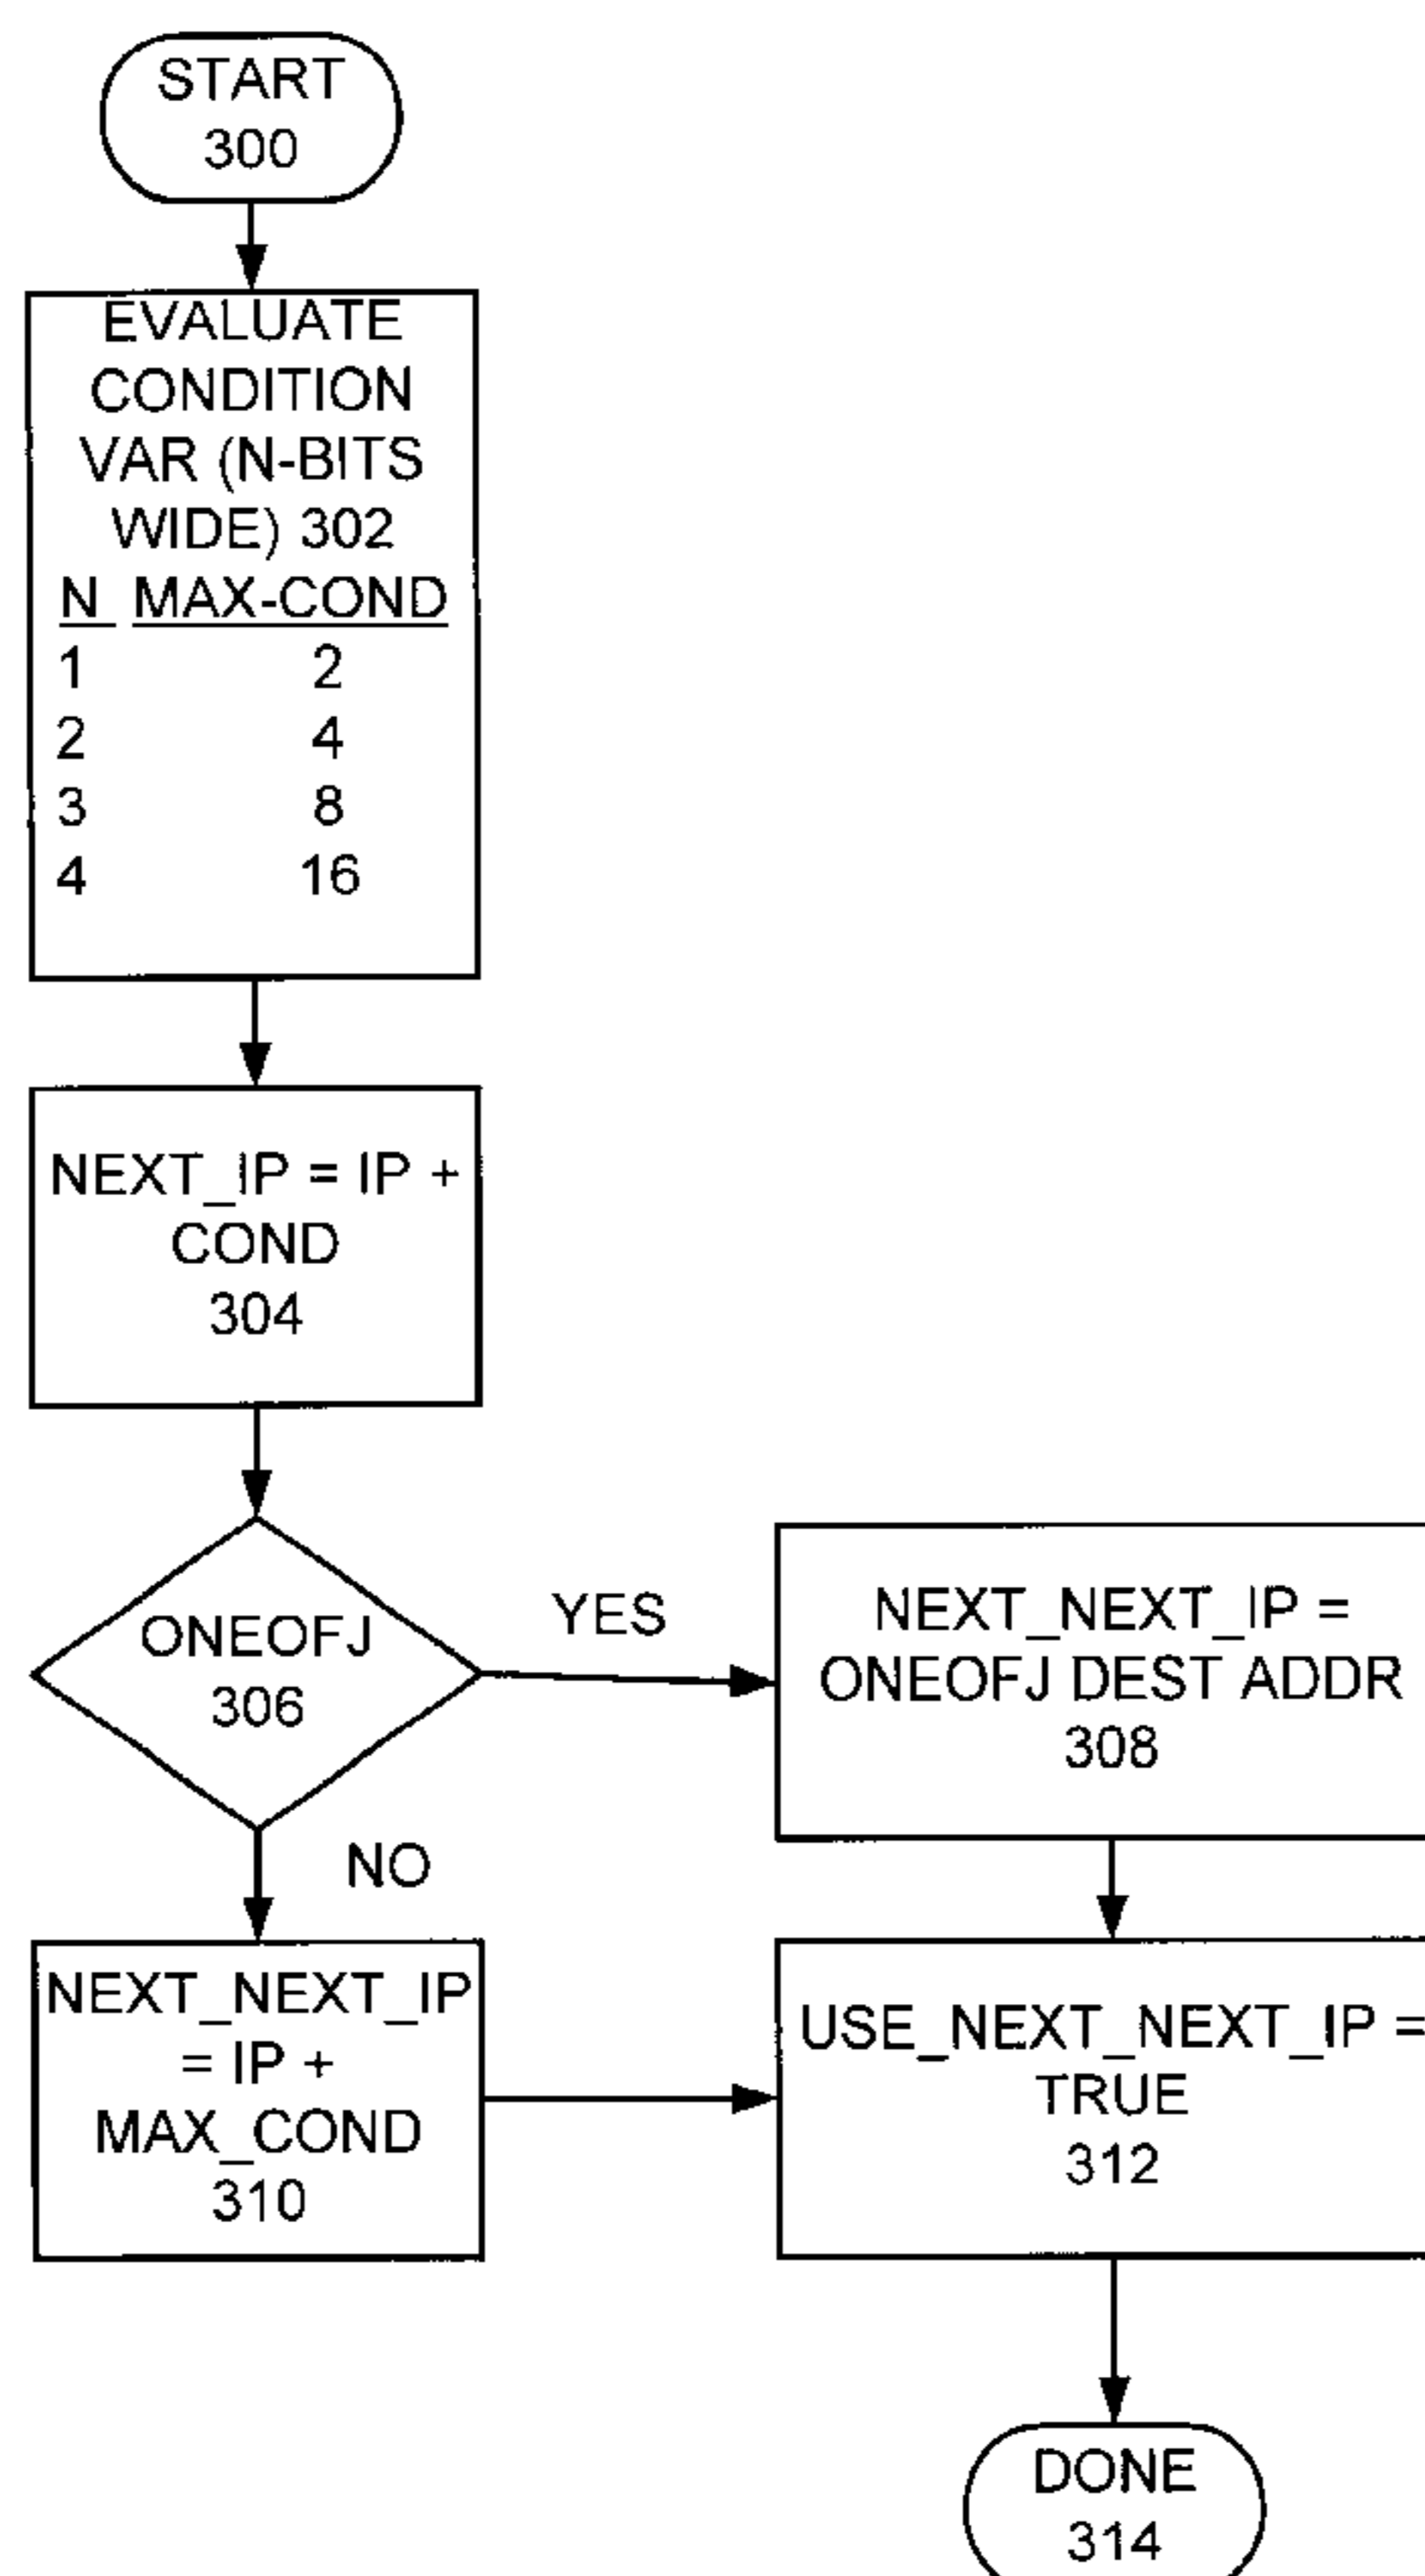 START
300
EVALUATE
CONDITION
VAR (N-BITS
WIDE) 302
N MAX-COND
1 2
2 4
3 8
4 16
NEXT_IP = IP +
COND
304
ONEOFJ
306
YES
NEXT_NEXT_IP =
ONEOFJ DEST ADDR
308
NO
NEXT_NEXT_IP
= IP +
MAX_COND
310
USE_NEXT_NEXT_IP =
TRUE
312
DONE
314